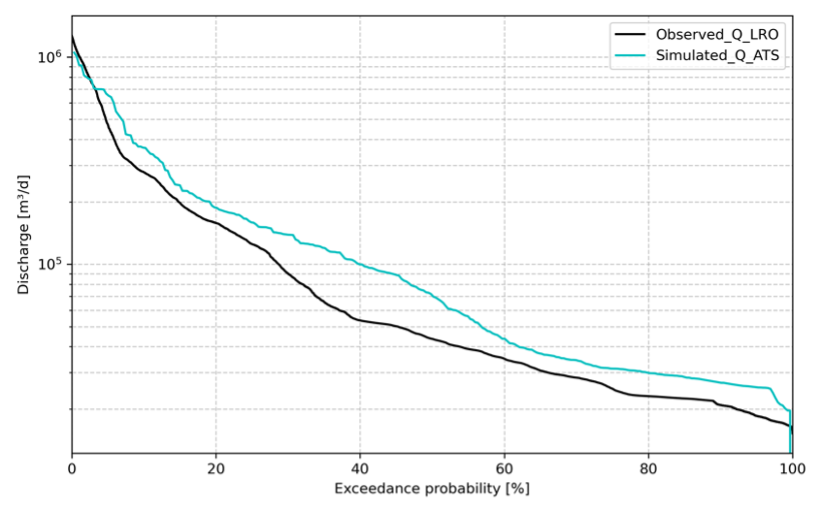 Observed_Q_LRO
Simulated_Q_ATS
10⁶
10⁵
Discharge [m³/d]
0 20 40 60 80 100
Exceedance probability [%]